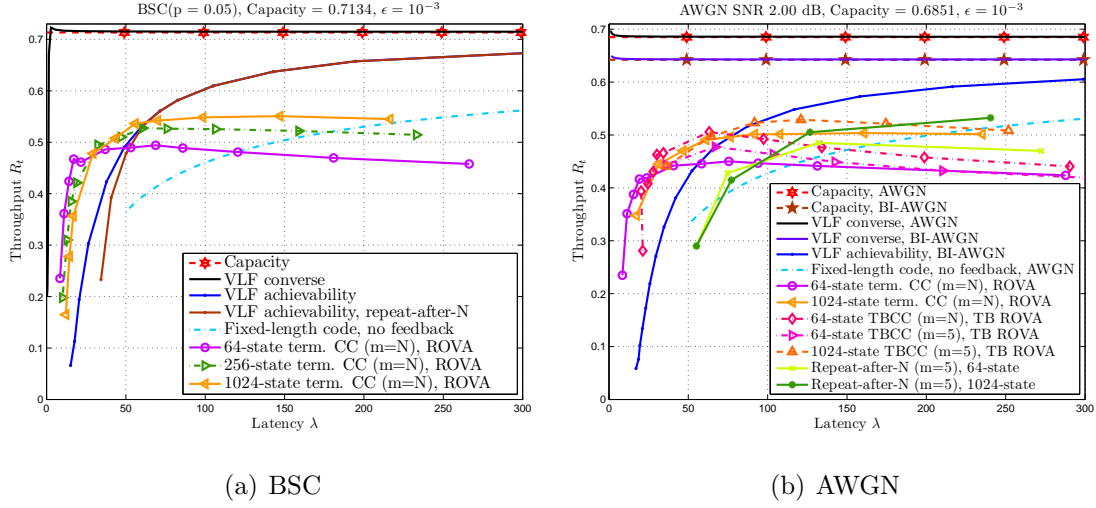 BSC(p = 0.05), Capacity = 0.7134, ϵ = 10⁻³
Throughput Rₜ
0.7
0.6
0.5
0.4
0.3
0.2
0.1
0
0 50 100 150 200 250 300
Latency λ
Capacity
VLF converse
VLF achievability
VLF achievability, repeat-after-N
Fixed-length code, no feedback
64-state term. CC (m=N), ROVA
256-state term. CC (m=N), ROVA
1024-state term. CC (m=N), ROVA
(a) BSC
AWGN SNR 2.00 dB, Capacity = 0.6851, ϵ = 10⁻³
Throughput Rₜ
0.7
0.6
0.5
0.4
0.3
0.2
0.1
0
0 50 100 150 200 250 300
Latency λ
Capacity, AWGN
Capacity, BI-AWGN
VLF converse, AWGN
VLF converse, BI-AWGN
VLF achievability, BI-AWGN
Fixed-length code, no feedback, AWGN
64-state term. CC (m=N), ROVA
1024-state term. CC (m=N), ROVA
64-state TBCC (m=N), TB ROVA
64-state TBCC (m=5), TB ROVA
1024-state TBCC (m=5), TB ROVA
Repeat-after-N (m=5), 64-state
Repeat-after-N (m=5), 1024-state
(b) AWGN